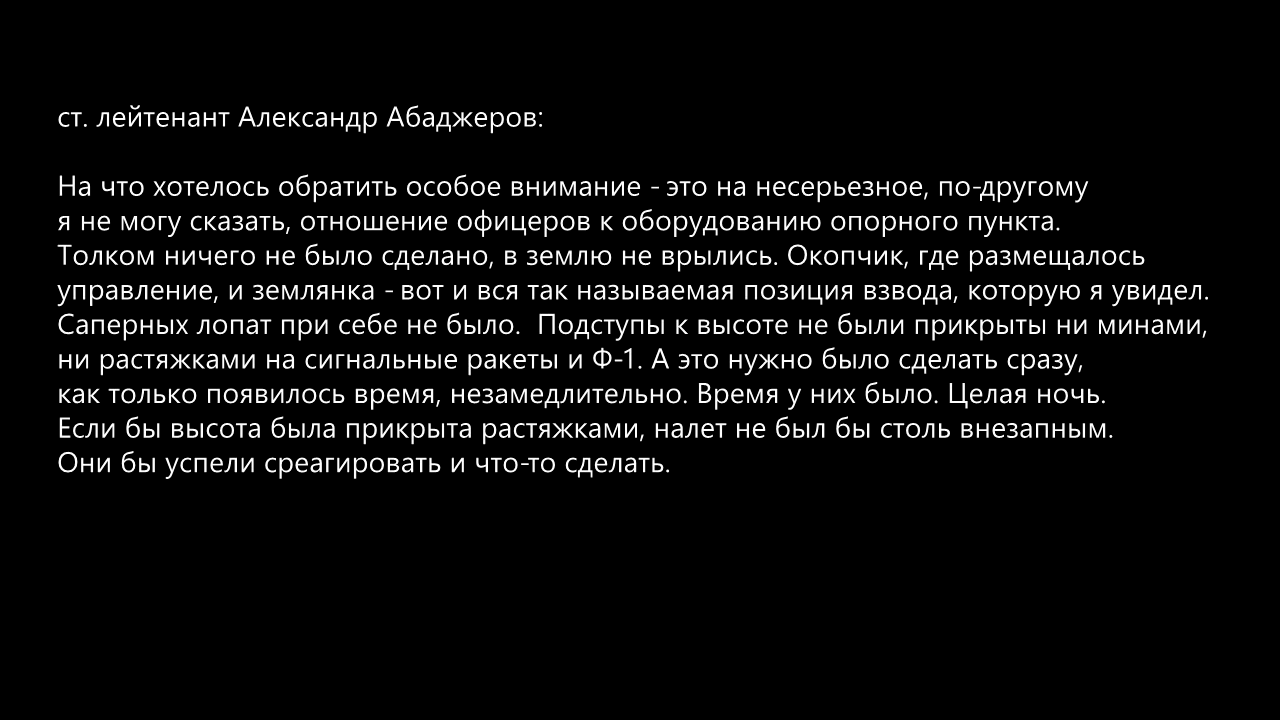 ст. лейтенант Александр Абаджеров:
На что хотелось обратить особое внимание - это на несерьезное, по-другому
я не могу сказать, отношение офицеров к оборудованию опорного пункта.
Толком ничего не было сделано, в землю не врылись. Окопчик, где размещалось
управление, и землянка - вот и вся так называемая позиция взвода, которую я увидел.
Саперных лопат при себе не было.  Подступы к высоте не были прикрыты ни минами,
ни растяжками на сигнальные ракеты и Ф-1. А это нужно было сделать сразу,
как только появилось время, незамедлительно. Время у них было. Целая ночь.
Если бы высота была прикрыта растяжками, налет не был бы столь внезапным.
Они бы успели среагировать и что-то сделать.